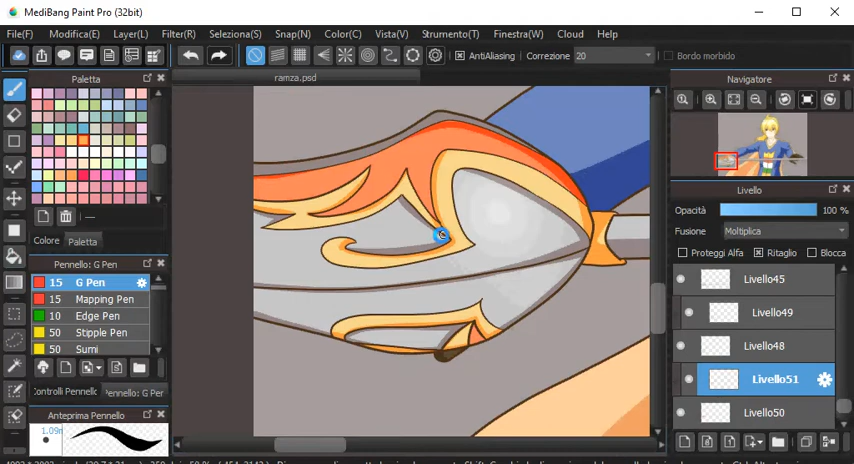 MediBang Paint Pro (32bit)
File(F) Modifica(E) Layer(L) Filter(R) Seleziona(S) Snap(N) Color(C) Vista(V) Strumento(T) Finestra(W) Cloud Help
AntiAliasing Correzione 20 Bordo morbido
Paletta
ramza.psd
Navigatore
Livello
Opacità 100 %
Fusione Moltiplica
Proteggi Alfa Ritaglio Blocca
Livello45
Livello49
Livello48
Livello51
Livello50
Colore Paletta
Pennello: G Pen
15 G Pen
15 Mapping Pen
10 Edge Pen
50 Stipple Pen
50 Sumi
Controlli Pennello Pennello: G Pen
Anteprima Pennello